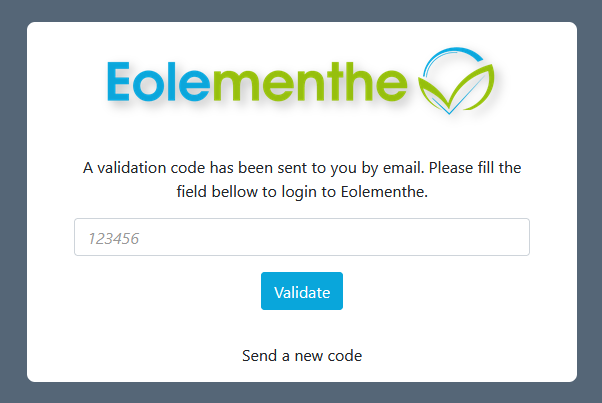 Eolementhe
A validation code has been sent to you by email. Please fill the
field bellow to login to Eolementhe.
123456
Validate
Send a new code